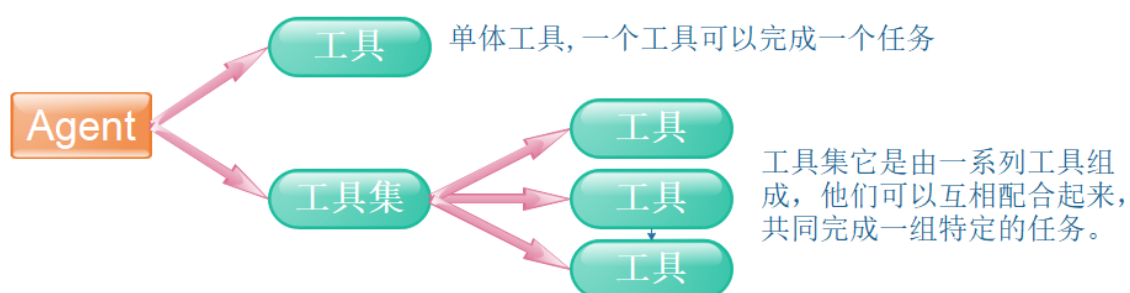 工具
单体工具,一个工具可以完成一个任务
Agent
工具
工具集
工具
工具
工具集它是由一系列工具组
成，他们可以互相配合起来，
共同完成一组特定的任务。